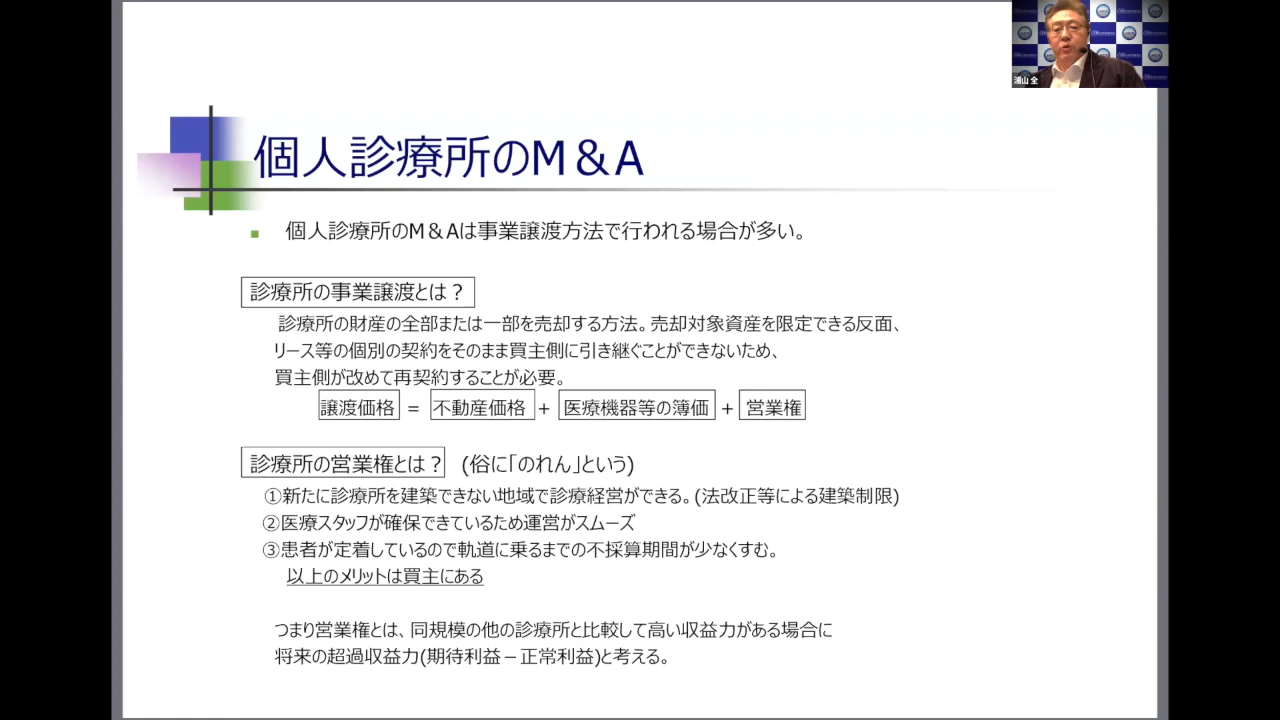 浦山 全
個人診療所のM＆A
■ 個人診療所のM＆Aは事業譲渡方法で行われる場合が多い。
診療所の事業譲渡とは？
診療所の財産の全部または一部を売却する方法。売却対象資産を限定できる反面、
リース等の個別の契約をそのまま買主側に引き継ぐことができないため、
買主側が改めて再契約することが必要。
譲渡価格 = 不動産価格 + 医療機器等の簿価 + 営業権
診療所の営業権とは？ (俗に「のれん」という)
①新たに診療所を建築できない地域で診療経営ができる。(法改正等による建築制限)
②医療スタッフが確保できているため運営がスムーズ
③患者が定着しているので軌道に乗るまでの不採算期間が少なくすむ。
以上のメリットは買主にある
つまり営業権とは、同規模の他の診療所と比較して高い収益力がある場合に
将来の超過収益力(期待利益－正常利益)と考える。